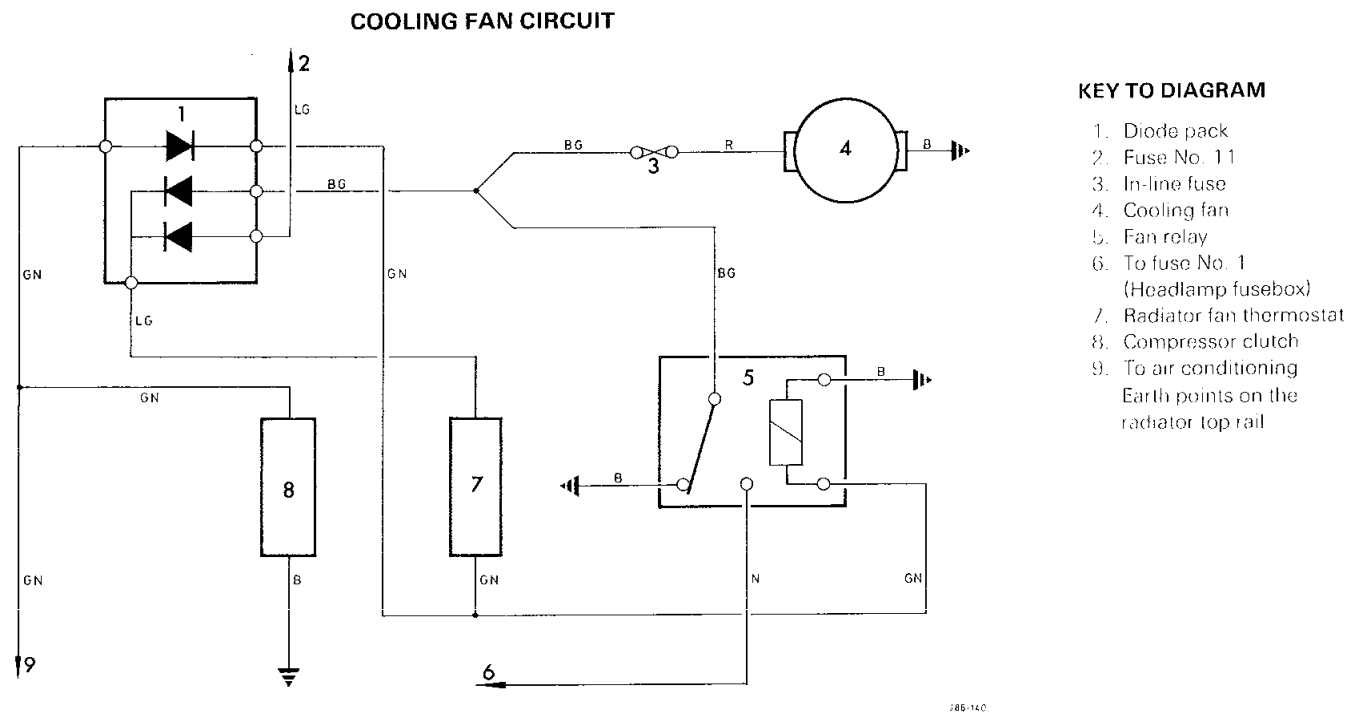 COOLING FAN CIRCUIT
2
1
LG
BG
R
B
3
4
BG
GN
GN
BG
LG
5
B
GN
8
7
B
GN
B
GN
N
GN
9
6
KEY TO DIAGRAM
1. Diode pack
2. Fuse No. 11
3. In-line fuse
4. Cooling fan
5. Fan relay
6. To fuse No. 1
(Headlamp fusebox)
7. Radiator fan thermostat
8. Compressor clutch
9. To air conditioning
Earth points on the
radiator top rail
J86-140